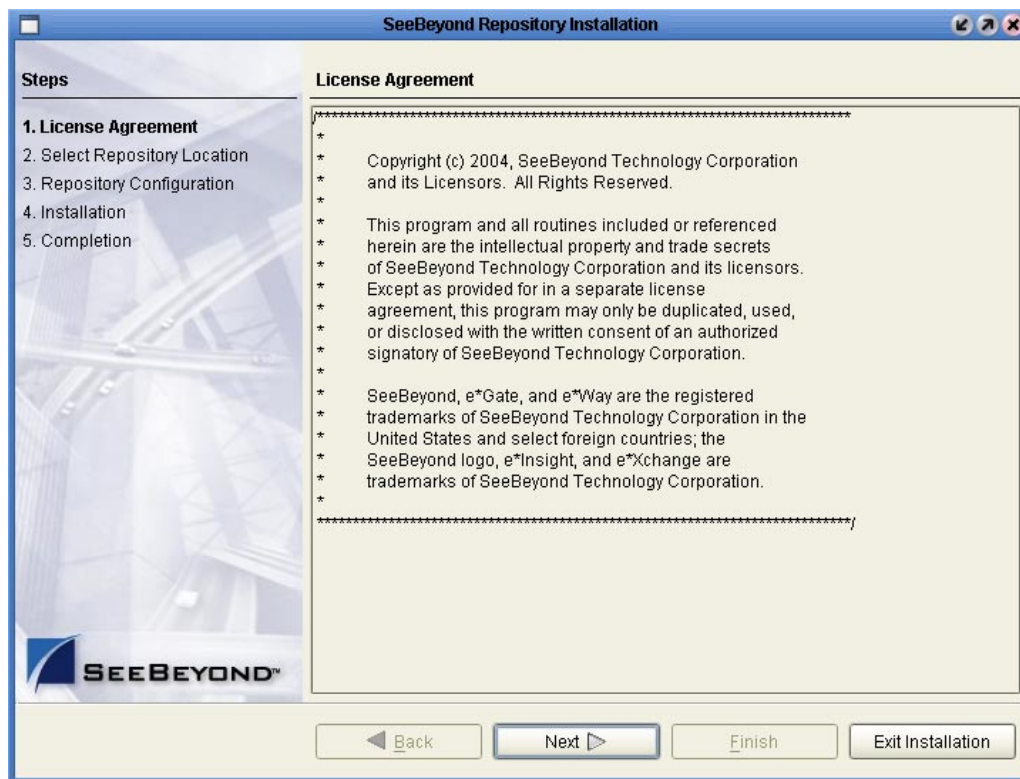 SeeBeyond Repository Installation
Steps
1. License Agreement
2. Select Repository Location
3. Repository Configuration
4. Installation
5. Completion
SEEBEYOND™
License Agreement
/******************************************************************************
*
* Copyright (c) 2004, SeeBeyond Technology Corporation
* and its Licensors. All Rights Reserved.
*
* This program and all routines included or referenced
* herein are the intellectual property and trade secrets
* of SeeBeyond Technology Corporation and its licensors.
* Except as provided for in a separate license
* agreement, this program may only be duplicated, used,
* or disclosed with the written consent of an authorized
* signatory of SeeBeyond Technology Corporation.
*
* SeeBeyond, e*Gate, and e*Way are the registered
* trademarks of SeeBeyond Technology Corporation in the
* United States and select foreign countries; the
* SeeBeyond logo, e*Insight, and e*Xchange are
* trademarks of SeeBeyond Technology Corporation.
*
******************************************************************************/
Back
Next
Finish
Exit Installation